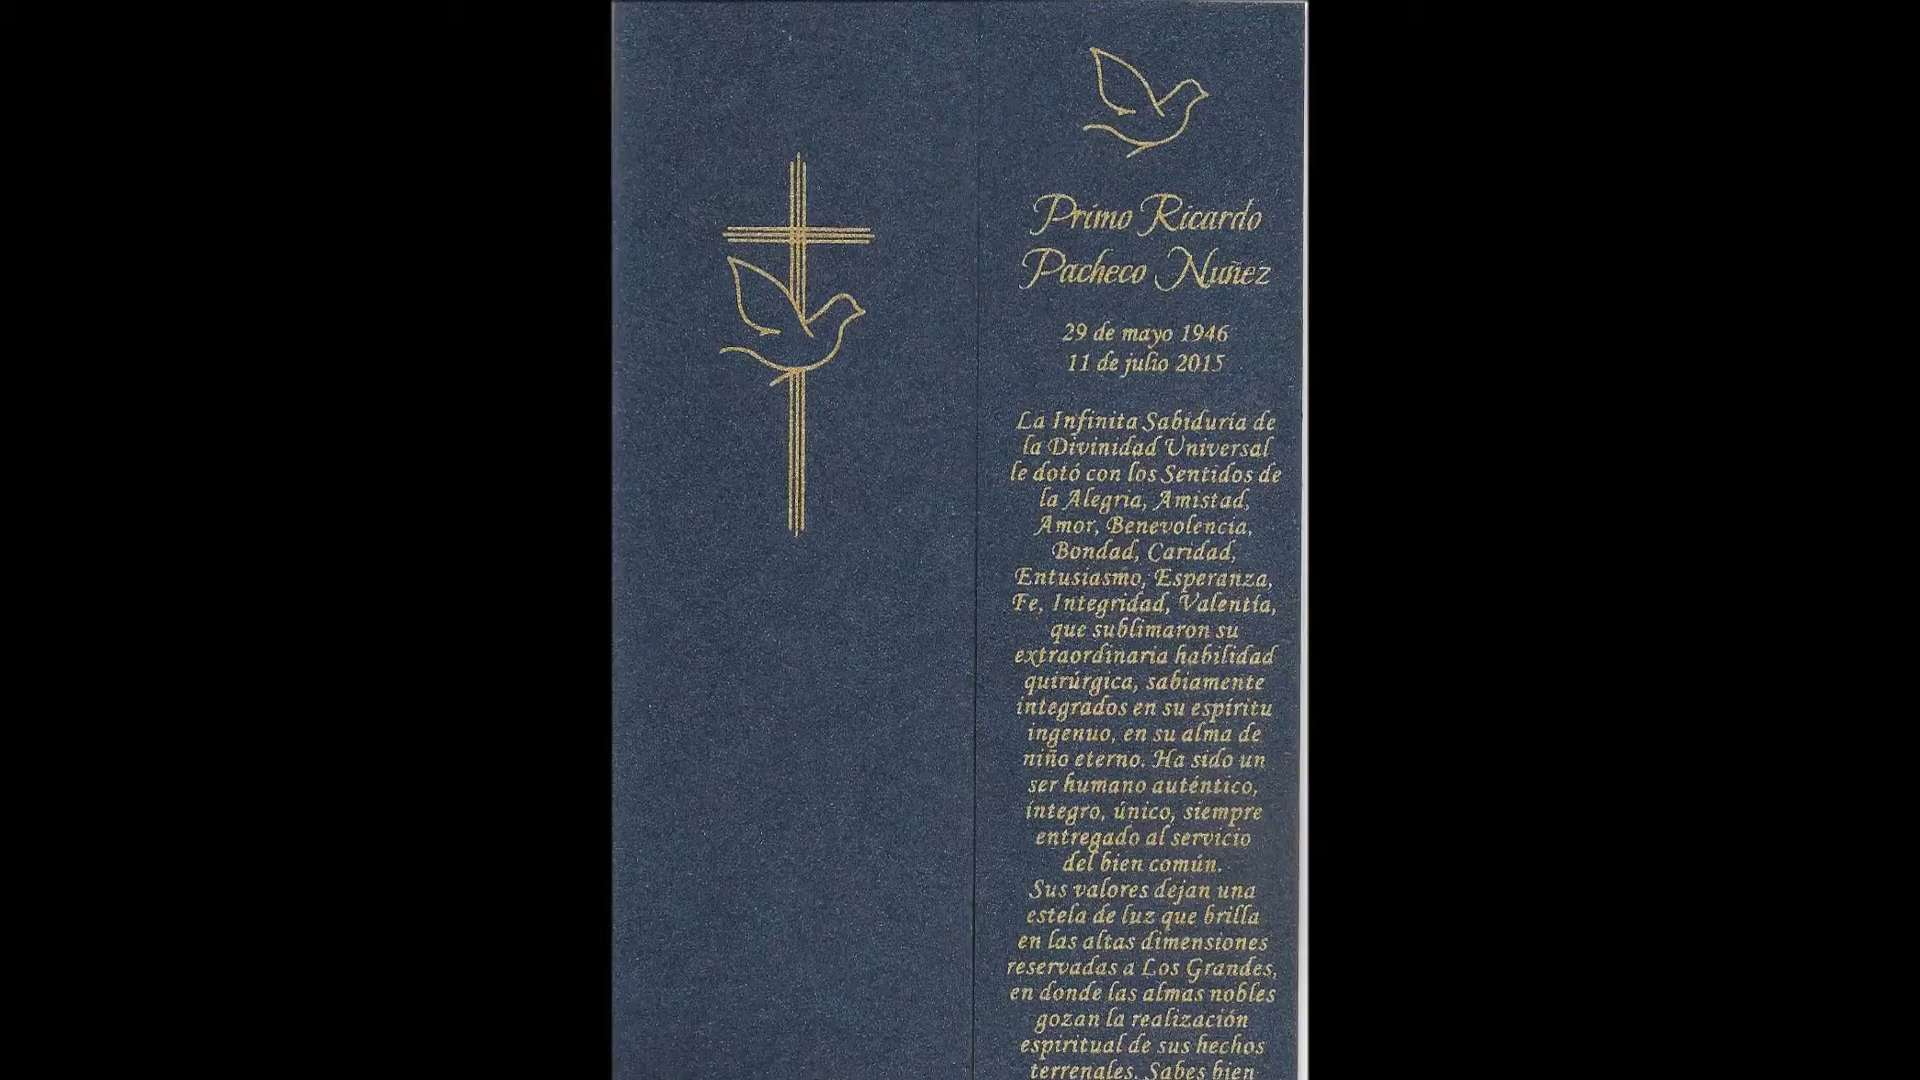 Primo Ricardo
Pacheco Nuñez
29 de mayo 1946
11 de julio 2015
La Infinita Sabiduría de
la Divinidad Universal
le dotó con los Sentidos de
la Alegria, Amistad,
Amor, Benevolencia,
Bondad, Caridad,
Entusiasmo, Esperanza,
Fe, Integridad, Valentía,
que sublimaron su
extraordinaria habilidad
quirúrgica, sabiamente
integrados en su espíritu
ingenuo, en su alma de
niño eterno. Ha sido un
ser humano auténtico,
íntegro, único, siempre
entregado al servicio
del bien común.
Sus valores dejan una
estela de luz que brilla
en las altas dimensiones
reservadas a Los Grandes,
en donde las almas nobles
gozan la realización
espiritual de sus hechos
terrenales. Sabes bien